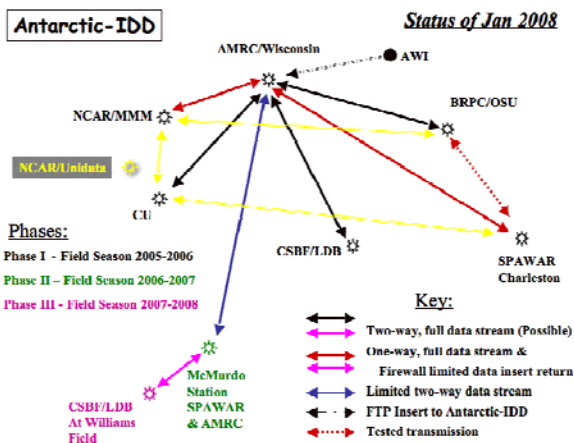 Antarctic-IDD
Status of Jan 2008
AMRC/Wisconsin
AWI
NCAR/MMM
BRPC/OSU
NCAR/Unidata
CU
CSBF/LDB
SPAWAR
Charleston
Phases:
Phase I - Field Season 2005-2006
Phase II – Field Season 2006-2007
Phase III - Field Season 2007-2008
McMurdo
Station
SPAWAR
& AMRC
CSBF/LDB
At Williams
Field
Key:
Two-way, full data stream (Possible)
One-way, full data stream &
Firewall limited data insert return
Limited two-way data stream
FTP Insert to Antarctic-IDD
Tested transmission